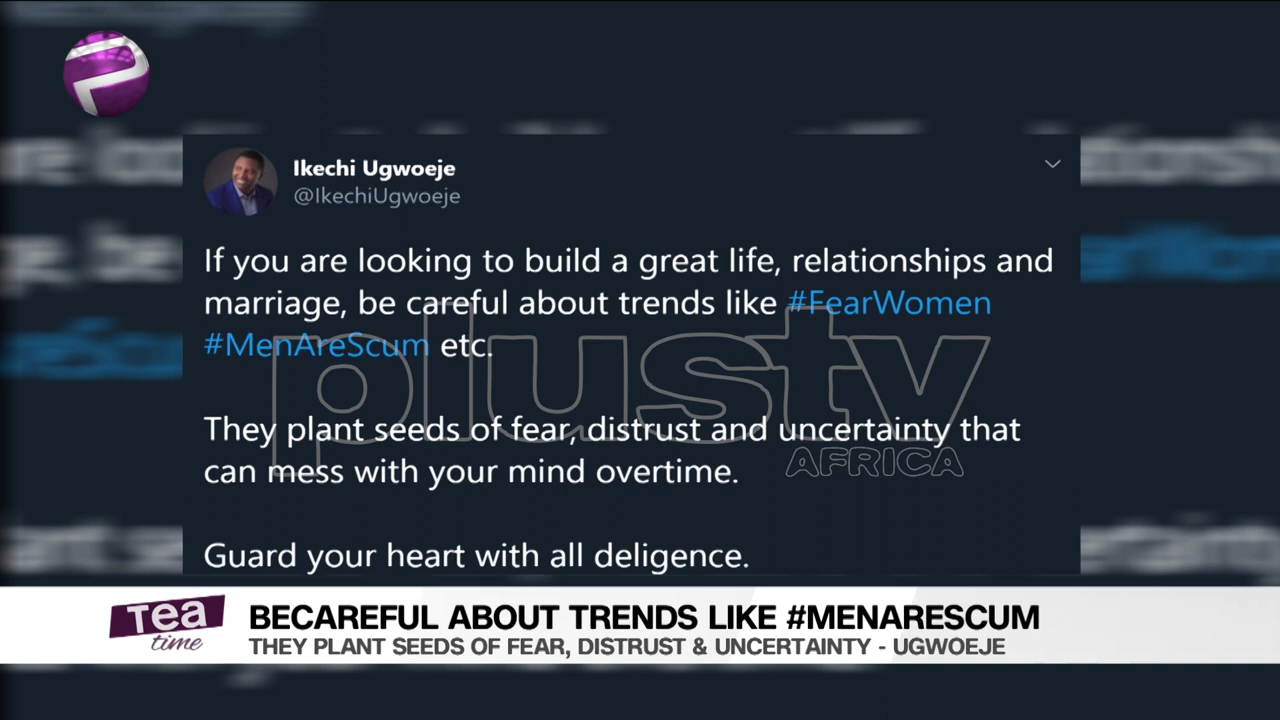 Ikechi Ugwoeje
@IkechiUgwoeje
If you are looking to build a great life, relationships and
marriage, be careful about trends like #FearWomen
#MenAreScum etc.
They plant seeds of fear, distrust and uncertainty that
can mess with your mind overtime.
Guard your heart with all deligence.
plustv
AFRICA
Tea
time
BECAREFUL ABOUT TRENDS LIKE #MENARESCUM
THEY PLANT SEEDS OF FEAR, DISTRUST & UNCERTAINTY - UGWOEJE